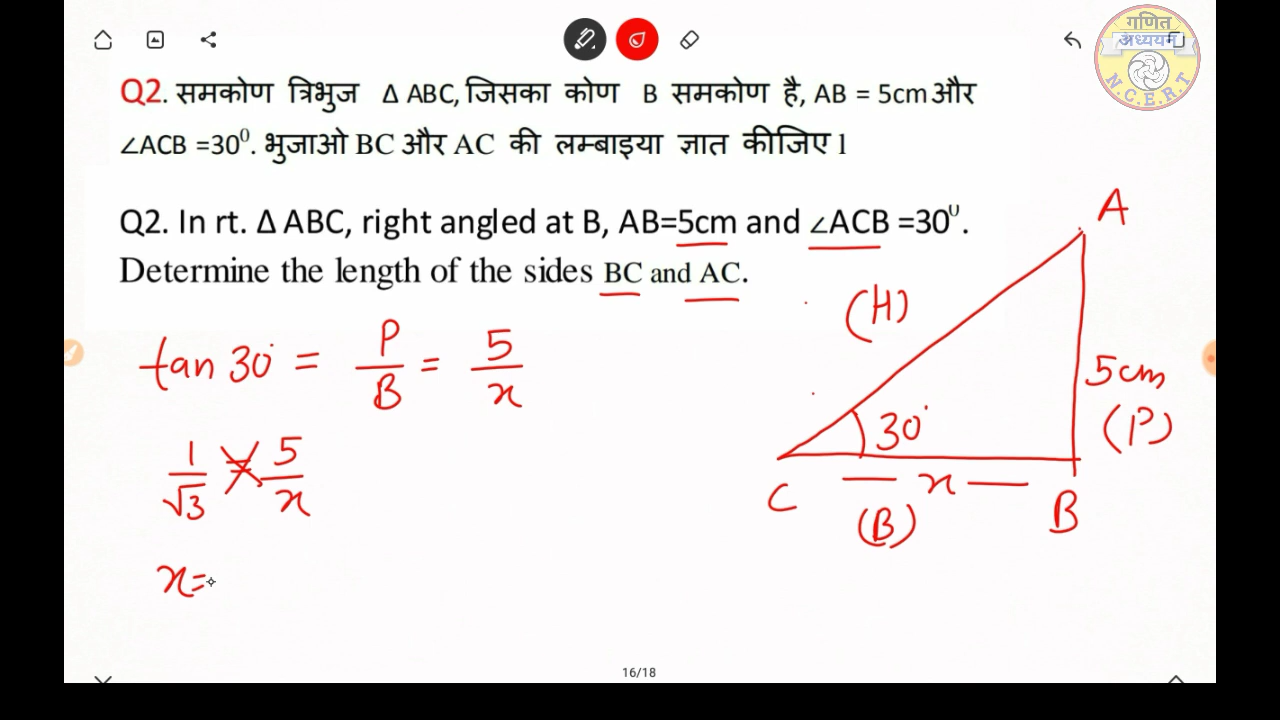 गणित
अध्ययन
N.C.E.R.T
Q2. समकोण त्रिभुज Δ ABC, जिसका कोण B समकोण है, AB = 5cm और
∠ACB =30⁰. भुजाओ BC और AC की लम्बाइया ज्ञात कीजिए l
Q2. In rt. Δ ABC, right angled at B, AB=5cm and ∠ACB =30⁰.
Determine the length of the sides BC and AC.
A
(H)
tan 30° = P/B = 5/x
5cm
(P)
30°
1/√3 = 5/x
C x B
(B)
x=
16/18